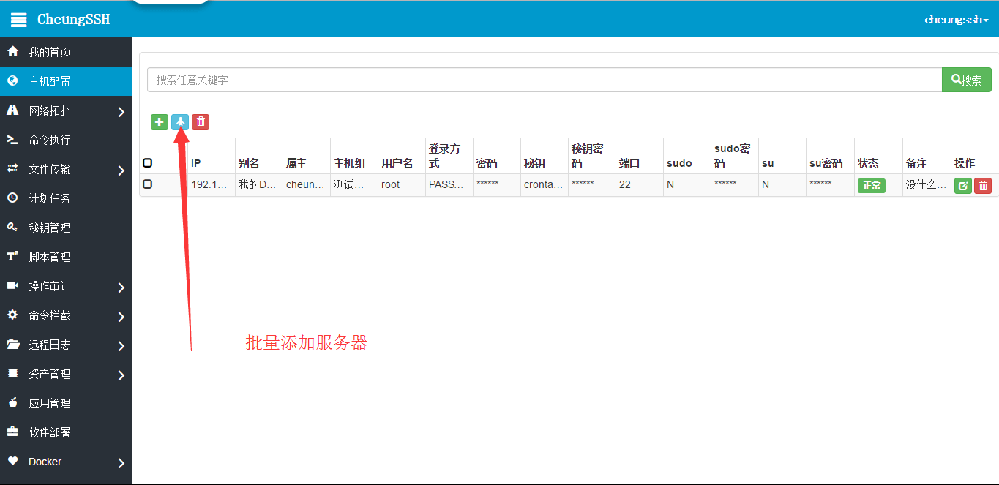 CheungSSH
cheungssh
我的首页
主机配置
网络拓扑
命令执行
文件传输
计划任务
秘钥管理
脚本管理
操作审计
命令拦截
远程日志
资产管理
应用管理
软件部署
Docker
搜索任意关键字
搜索
IP
别名
属主
主机组
用户名
登录方
式
密码
秘钥
秘钥密
码
端口
sudo
sudo密
码
su
su密码
状态
备注
操作
192.1...
我的D...
cheun...
测试...
root
PASS...
******
cronta...
******
22
N
******
N
******
正常
没什么...
批量添加服务器